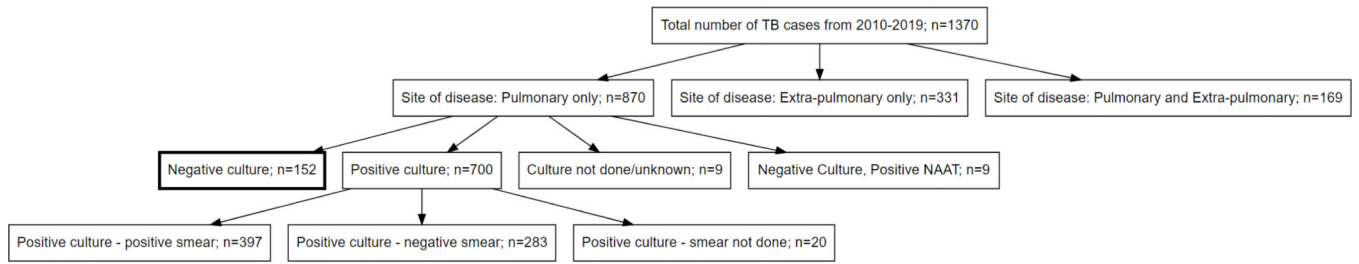 Total number of TB cases from 2010-2019; n=1370
Site of disease: Pulmonary only; n=870
Site of disease: Extra-pulmonary only; n=331
Site of disease: Pulmonary and Extra-pulmonary; n=169
Negative culture; n=152
Positive culture; n=700
Culture not done/unknown; n=9
Negative Culture, Positive NAAT; n=9
Positive culture - positive smear; n=397
Positive culture - negative smear; n=283
Positive culture - smear not done; n=20